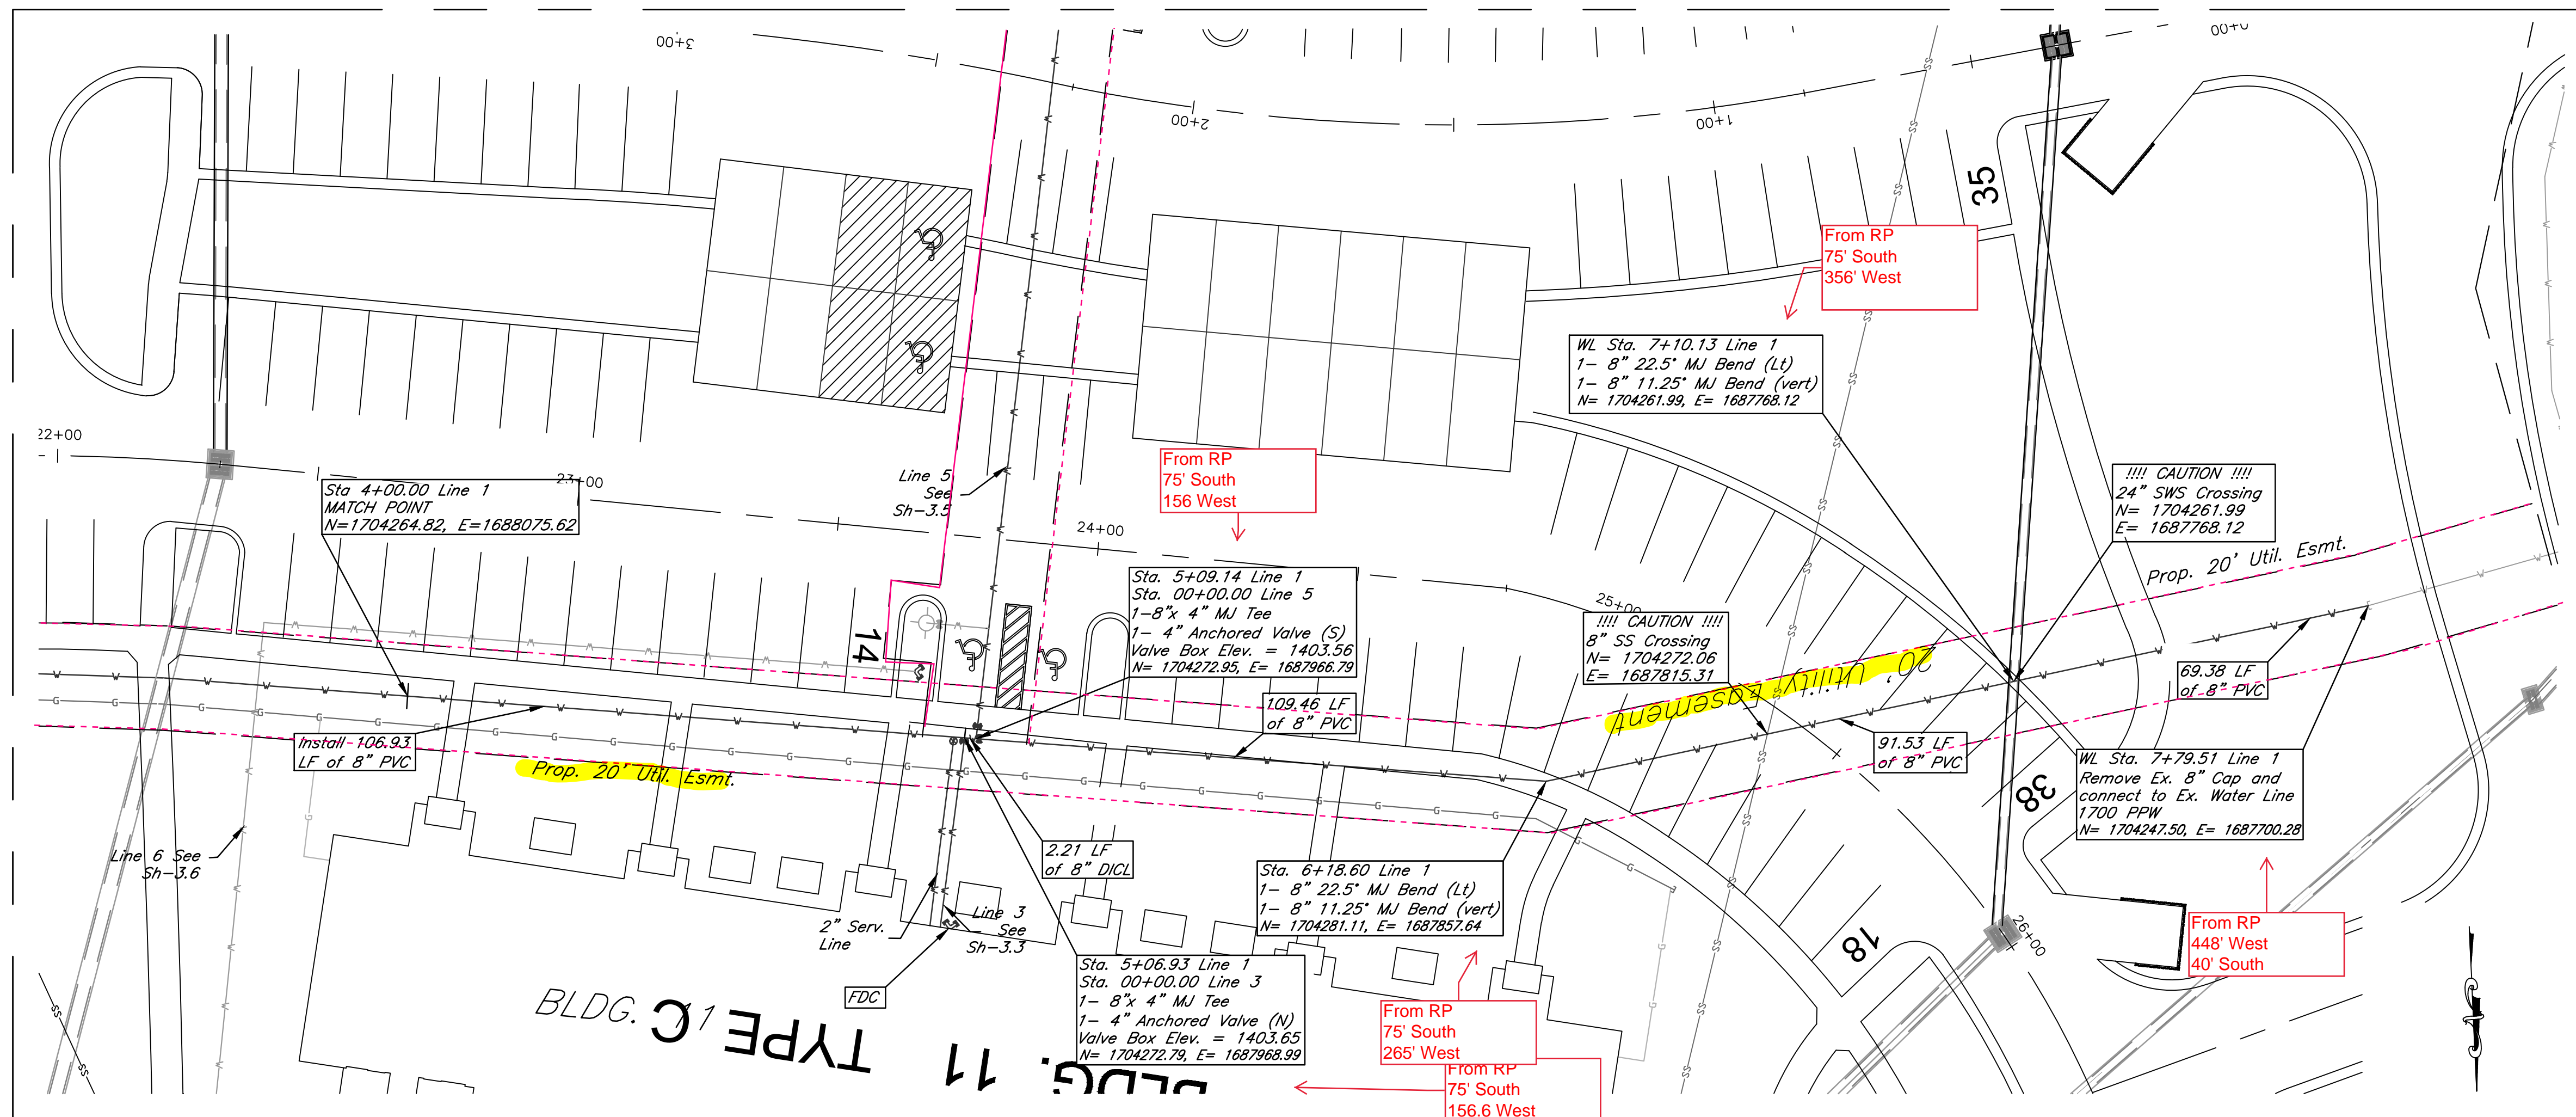 3+00
2+00
1+00
00+0
35
From RP
75' South
356' West
WL Sta. 7+10.13 Line 1
1- 8" 22.5° MJ Bend (Lt)
1- 8" 11.25° MJ Bend (vert)
N= 1704261.99, E= 1687768.12
22+00
23+00
Sta 4+00.00 Line 1
MATCH POINT
N=1704264.82, E=1688075.62
Line 5
See
Sh-3.5
From RP
75' South
156 West
24+00
!!!! CAUTION !!!!
24" SWS Crossing
N= 1704261.99
E= 1687768.12
Prop. 20' Util. Esmt.
Sta. 5+09.14 Line 1
Sta. 00+00.00 Line 5
1-8"x 4" MJ Tee
1- 4" Anchored Valve (S)
Valve Box Elev. = 1403.56
N= 1704272.95, E= 1687966.79
25+00
!!!! CAUTION !!!!
8" SS Crossing
N= 1704272.06
E= 1687815.31
20' Utility Easement
14
69.38 LF
of 8" PVC
109.46 LF
of 8" PVC
Install 106.93
LF of 8" PVC
Prop. 20' Util. Esmt.
91.53 LF
of 8" PVC
WL Sta. 7+79.51 Line 1
Remove Ex. 8" Cap and
connect to Ex. Water Line
1700 PPW
N= 1704247.50, E= 1687700.28
38
Line 6 See
Sh-3.6
2.21 LF
of 8" DICL
Sta. 6+18.60 Line 1
1- 8" 22.5° MJ Bend (Lt)
1- 8" 11.25° MJ Bend (vert)
N= 1704281.11, E= 1687857.64
2" Serv.
Line
Line 3
See
Sh-3.3
18
26+00
From RP
448' West
40' South
FDC
BLDG. 11
TYPE C
BLDG. 11
Sta. 5+06.93 Line 1
Sta. 00+00.00 Line 3
1- 8"x 4" MJ Tee
1- 4" Anchored Valve (N)
Valve Box Elev. = 1403.65
N= 1704272.79, E= 1687968.99
From RP
75' South
265' West
From RP
75' South
156.6 West